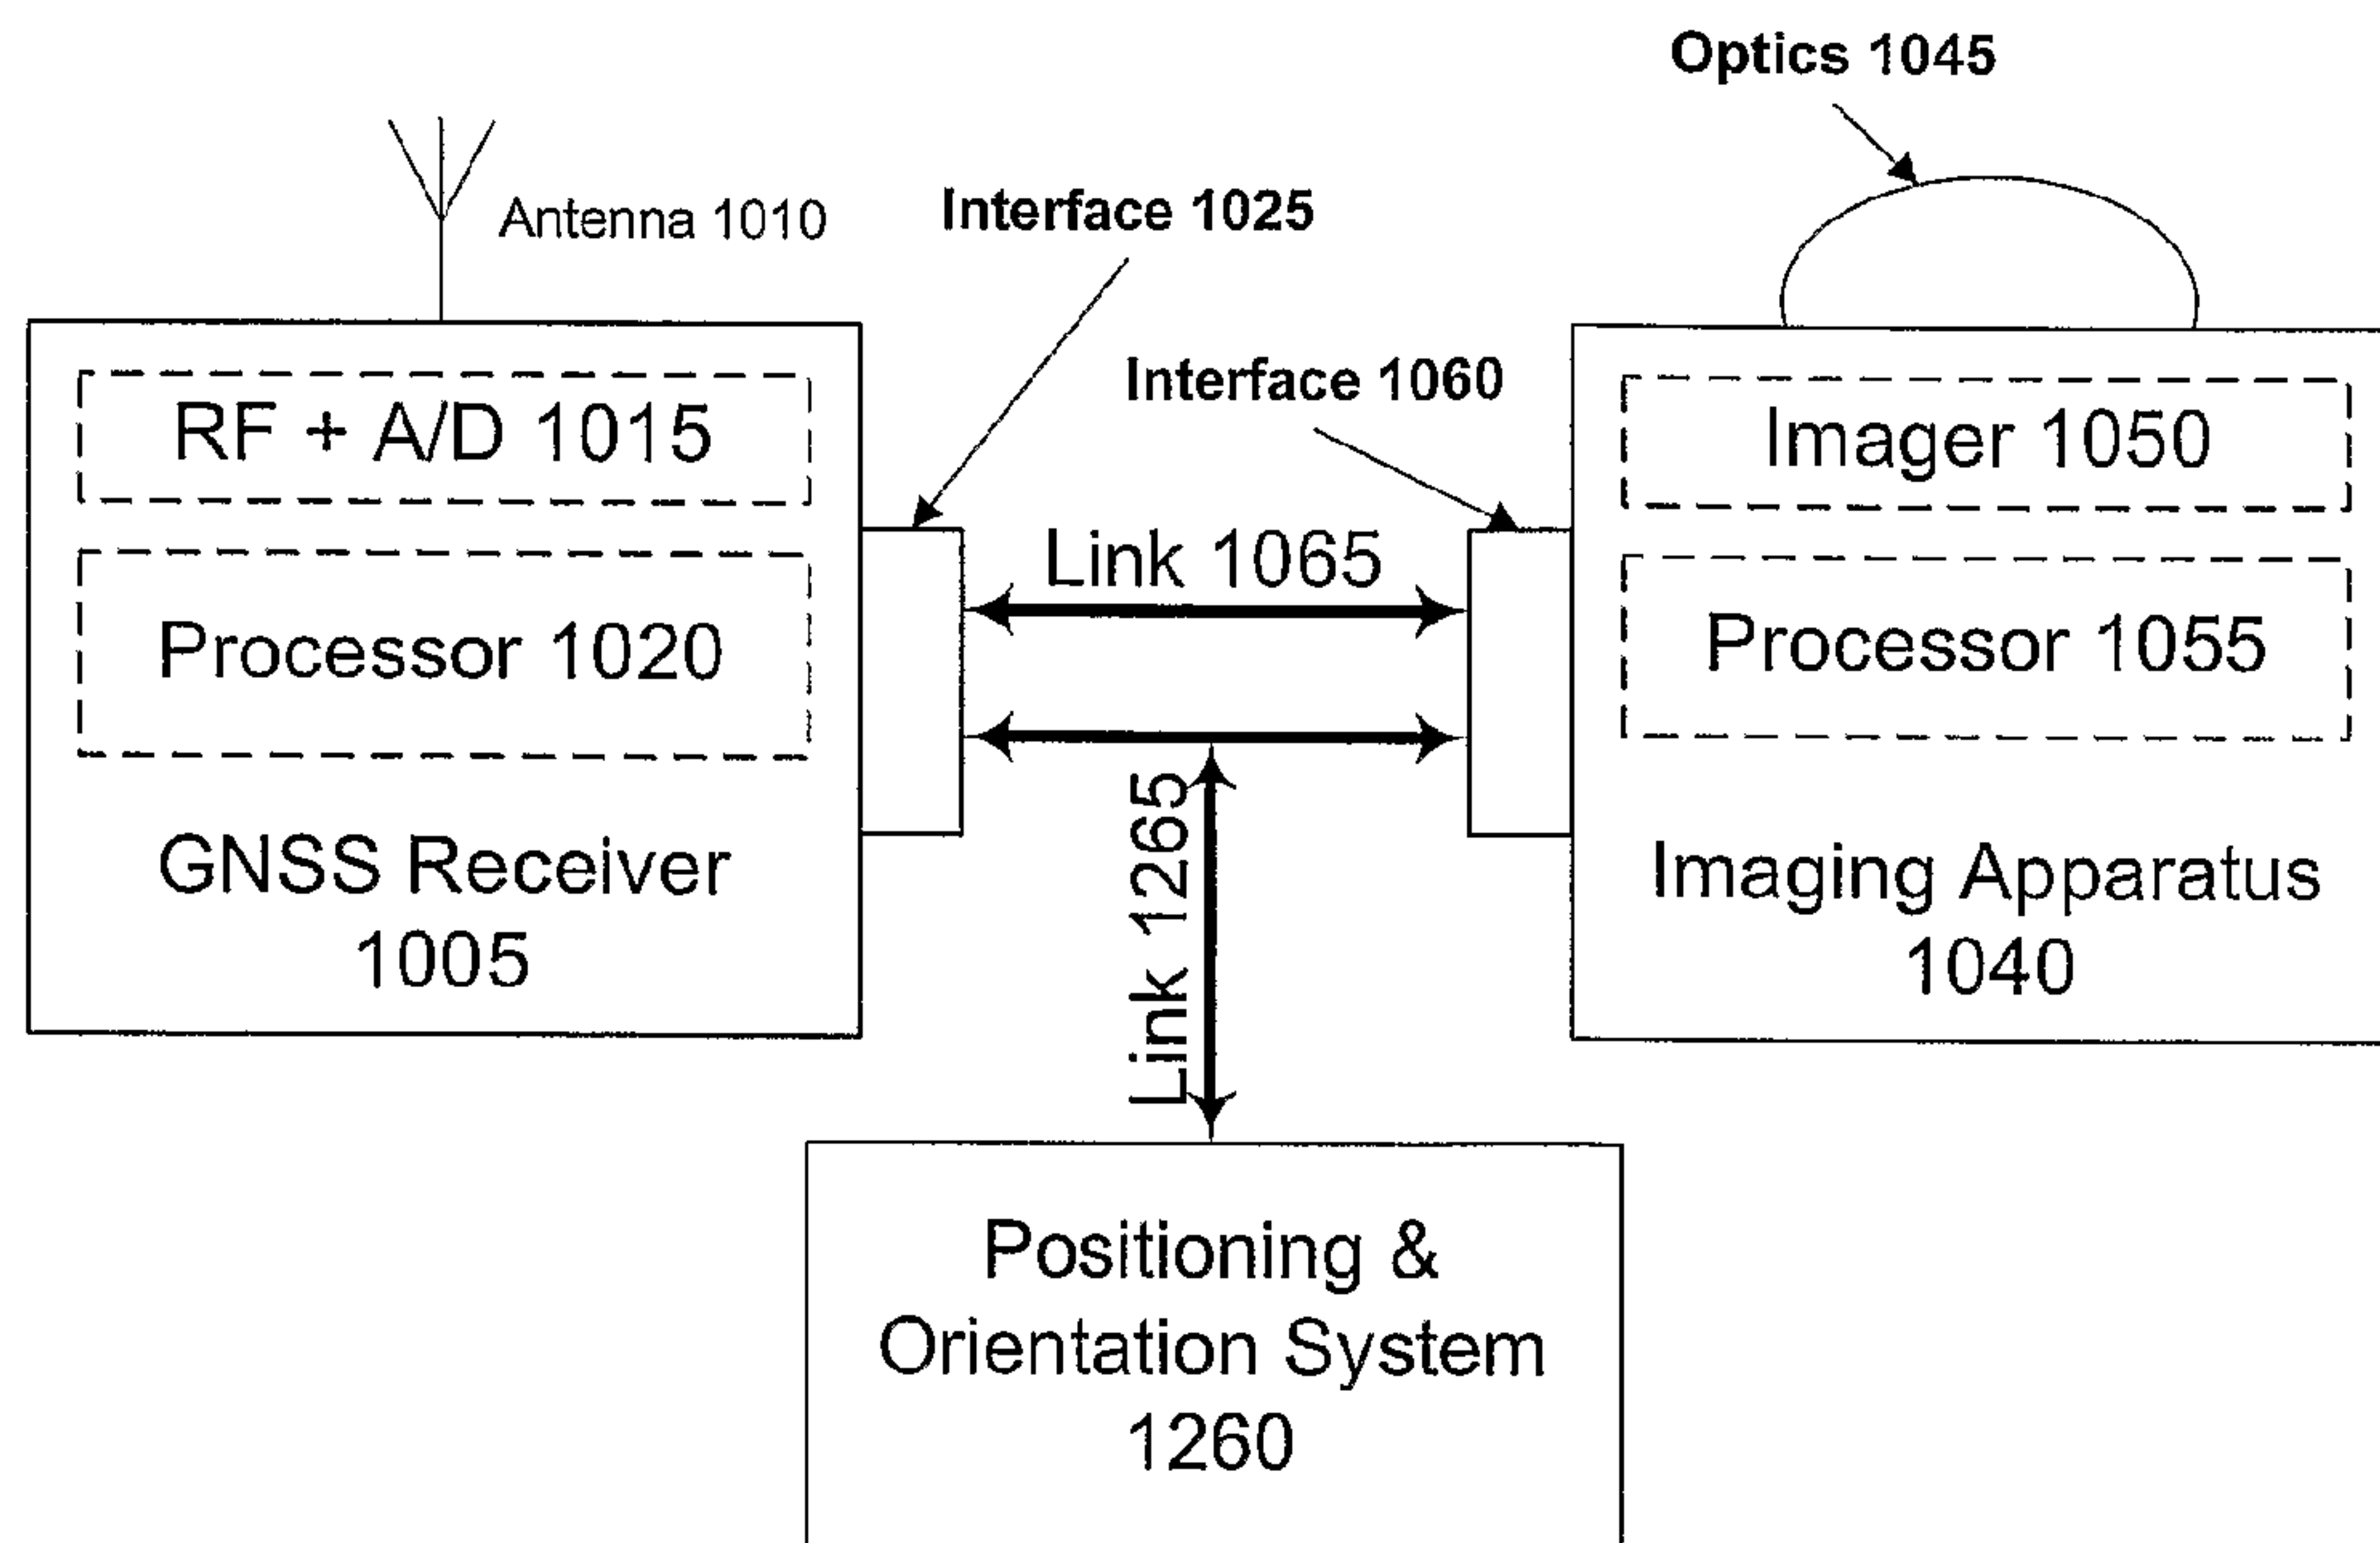 Optics 1045
Antenna 1010
Interface 1025
Interface 1060
RF + A/D 1015
Processor 1020
GNSS Receiver
1005
Link 1065
Link 1265
Imager 1050
Processor 1055
Imaging Apparatus
1040
Positioning &
Orientation System
1260